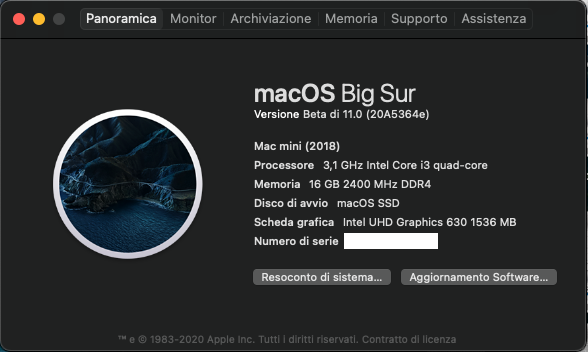 Panoramica Monitor Archiviazione Memoria Supporto Assistenza
macOS Big Sur
Versione Beta di 11.0 (20A5364e)
Mac mini (2018)
Processore 3,1 GHz Intel Core i3 quad-core
Memoria 16 GB 2400 MHz DDR4
Disco di avvio macOS SSD
Scheda grafica Intel UHD Graphics 630 1536 MB
Numero di serie
Resoconto di sistema... Aggiornamento Software...
™ e © 1983-2020 Apple Inc. Tutti i diritti riservati. Contratto di licenza